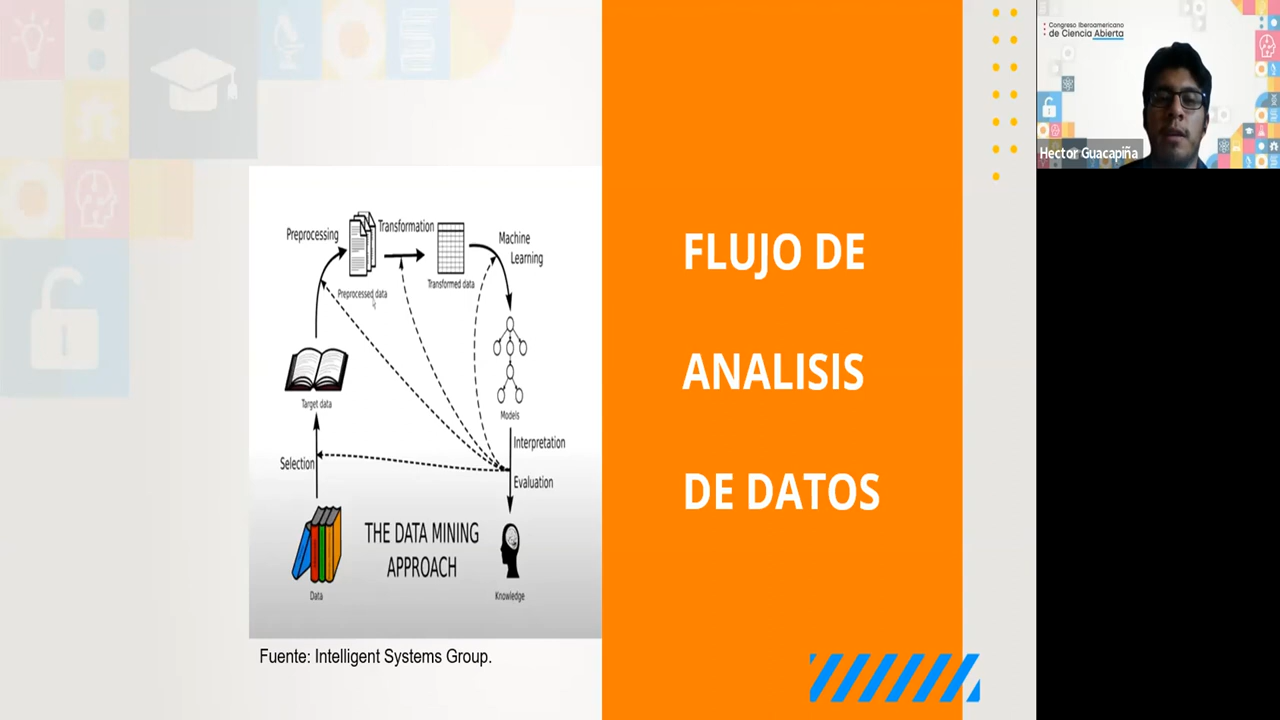 Preprocessing
Transformation
Machine
Learning
Preprocessed data
Transformed data
Target data
Models
Interpretation
Selection
Evaluation
THE DATA MINING
APPROACH
Data
Knowledge
Fuente: Intelligent Systems Group.
FLUJO DE
ANALISIS
DE DATOS
Congreso Iberoamericano
de Ciencia Abierta
Hector Guacapiña